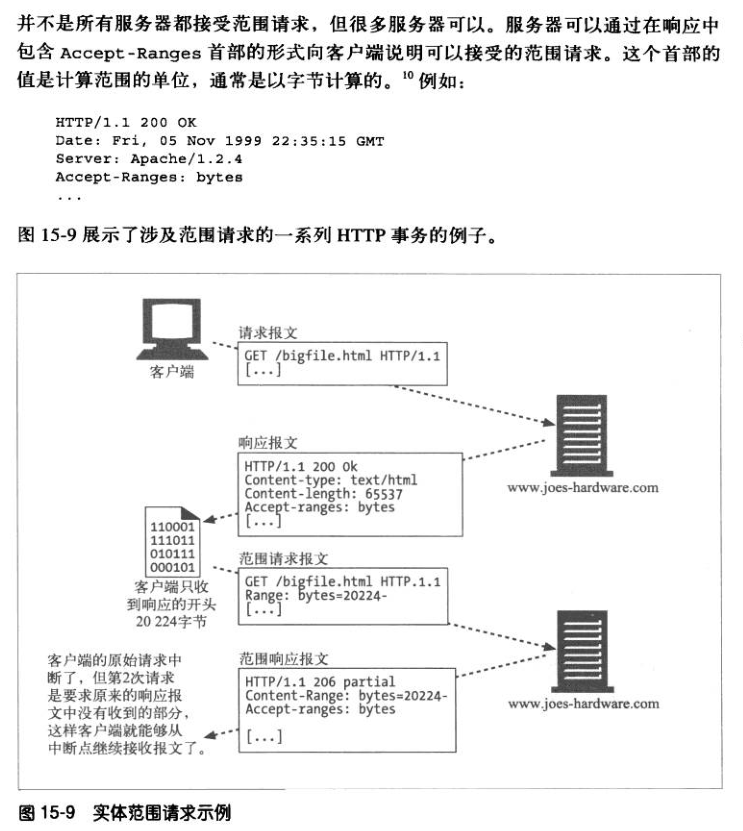 并不是所有服务器都接受范围请求，但很多服务器可以。服务器可以通过在响应中
包含 Accept-Ranges 首部的形式向客户端说明可以接受的范围请求。这个首部的
值是计算范围的单位，通常是以字节计算的。¹⁰ 例如：
HTTP/1.1 200 OK
Date: Fri, 05 Nov 1999 22:35:15 GMT
Server: Apache/1.2.4
Accept-Ranges: bytes
...
图 15-9 展示了涉及范围请求的一系列 HTTP 事务的例子。
请求报文
GET /bigfile.html HTTP/1.1
[...]
客户端
响应报文
HTTP/1.1 200 Ok
Content-type: text/html
Content-length: 65537
Accept-ranges: bytes
[...]
www.joes-hardware.com
110001
111011
010111
000101
客户端只收
到响应的开头
20 224字节
范围请求报文
GET /bigfile.html HTTP.1.1
Range: bytes=20224-
[...]
客户端的原始请求中
断了，但第2次请求
是要求原来的响应报
文中没有收到的部分，
这样客户端就能够从
中断点继续接收报文了。
范围响应报文
HTTP/1.1 206 partial
Content-Range: bytes=20224-
Accept-ranges: bytes
[...]
www.joes-hardware.com
图 15-9 实体范围请求示例